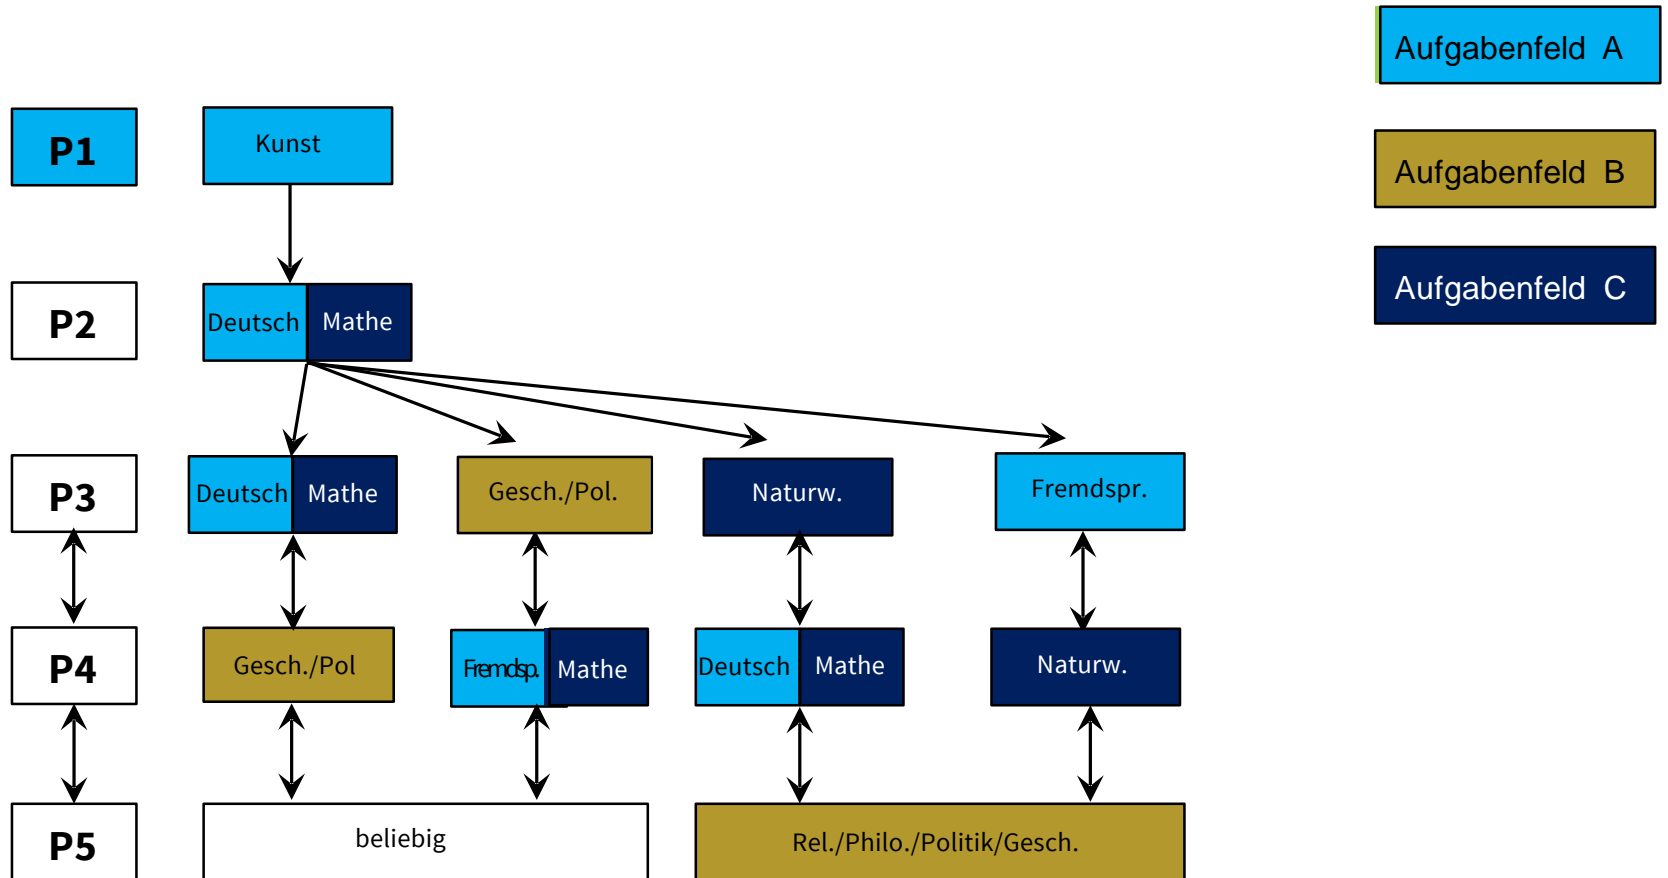 Aufgabenfeld A
P1
Kunst
Aufgabenfeld B
Aufgabenfeld C
P2
Deutsch
Mathe
P3
Deutsch
Mathe
Gesch./Pol.
Naturw.
Fremdspr.
P4
Gesch./Pol
Fremdsp.
Mathe
Deutsch
Mathe
Naturw.
P5
beliebig
Rel./Philo./Politik/Gesch.